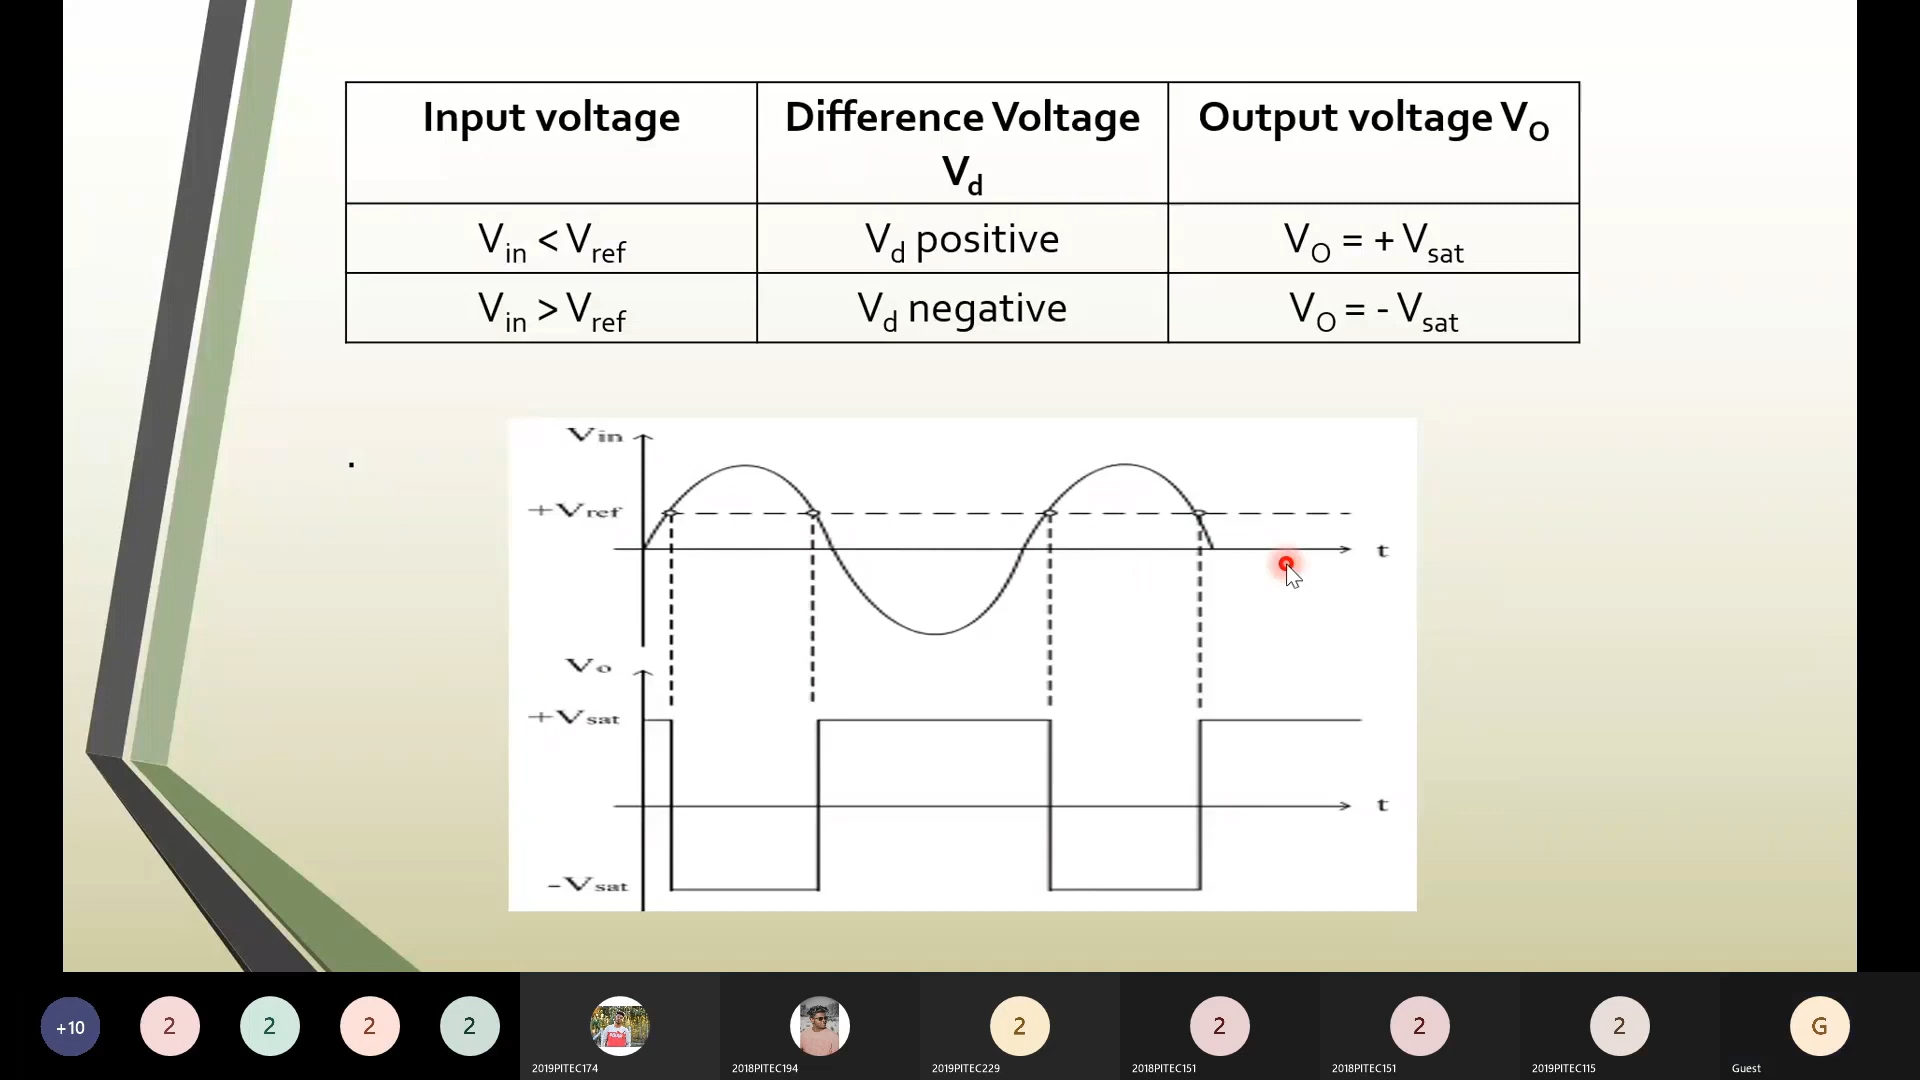 Input voltage
Difference Voltage
Vd
Output voltage VO
Vin < Vref
Vd positive
VO = + Vsat
Vin > Vref
Vd negative
VO = - Vsat
.
Vin
+Vref
t
Vo
+Vsat
t
-Vsat
+10
2
2
2
2
2
2
2
2
G
2019PITEC174
2018PITEC194
2019PITEC229
2018PITEC151
2018PITEC151
2019PITEC115
Guest